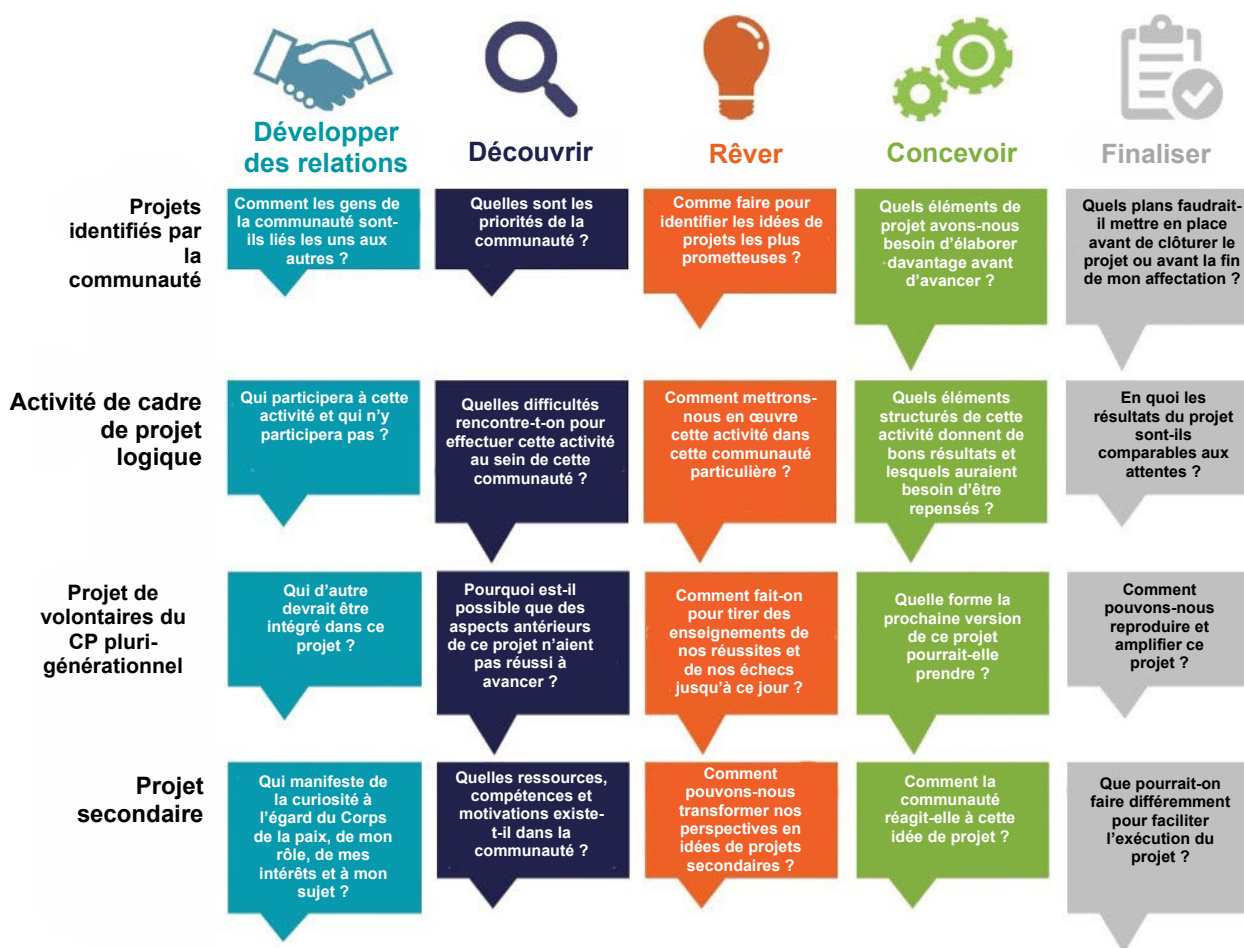 Développer
des relations
Découvrir
Rêver
Concevoir
Finaliser
Projets
identifiés par
la
communauté
Comment les gens de
la communauté sont-
ils liés les uns aux
autres ?
Quelles sont les
priorités de la
communauté ?
Comme faire pour
identifier les idées de
projets les plus
prometteuses ?
Quels éléments de
projet avons-nous
besoin d'élaborer
davantage avant
d'avancer ?
Quels plans faudrait-
il mettre en place
avant de clôturer le
projet ou avant la fin
de mon affectation ?
Activité de cadre
de projet
logique
Qui participera à cette
activité et qui n'y
participera pas ?
Quelles difficultés
rencontre-t-on pour
effectuer cette activité
au sein de cette
communauté ?
Comment mettrons-
nous en œuvre
cette activité dans
cette communauté
particulière ?
Quels éléments
structurés de cette
activité donnent de
bons résultats et
lesquels auraient
besoin d'être
repensés ?
En quoi les
résultats du projet
sont-ils
comparables aux
attentes ?
Projet de
volontaires du
CP pluri-
générationnel
Qui d'autre
devrait être
intégré dans ce
projet ?
Pourquoi est-il
possible que des
aspects antérieurs
de ce projet n'aient
pas réussi à
avancer ?
Comment fait-on
pour tirer des
enseignements de
nos réussites et
de nos échecs
jusqu'à ce jour ?
Quelle forme la
prochaine version
de ce projet
pourrait-elle
prendre ?
Comment
pouvons-nous
reproduire et
amplifier ce
projet ?
Projet
secondaire
Qui manifeste de
la curiosité à
l'égard du Corps
de la paix, de mon
rôle, de mes
intérêts et à mon
sujet ?
Quelles ressources,
compétences et
motivations existe-
t-il dans la
communauté ?
Comment
pouvons-nous
transformer nos
perspectives en
idées de projets
secondaires ?
Comment la
communauté
réagit-elle à cette
idée de projet ?
Que pourrait-on
faire différemment
pour faciliter
l'exécution du
projet ?